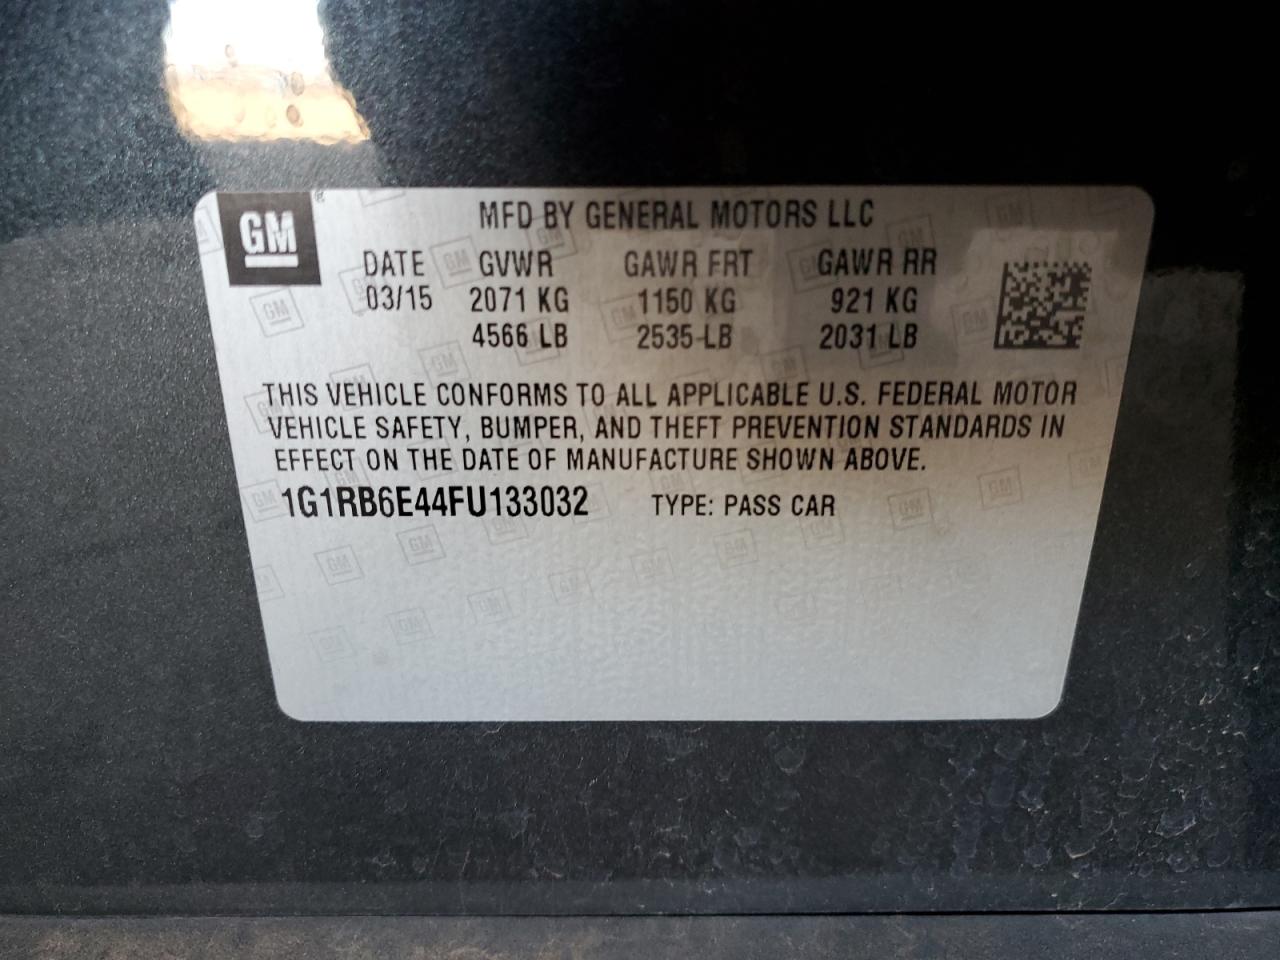 GM
MFD BY GENERAL MOTORS LLC
DATE GVWR GAWR FRT GAWR RR
03/15 2071 KG 1150 KG 921 KG
4566 LB 2535 LB 2031 LB
THIS VEHICLE CONFORMS TO ALL APPLICABLE U.S. FEDERAL MOTOR
VEHICLE SAFETY, BUMPER, AND THEFT PREVENTION STANDARDS IN
EFFECT ON THE DATE OF MANUFACTURE SHOWN ABOVE.
1G1RB6E44FU133032 TYPE: PASS CAR